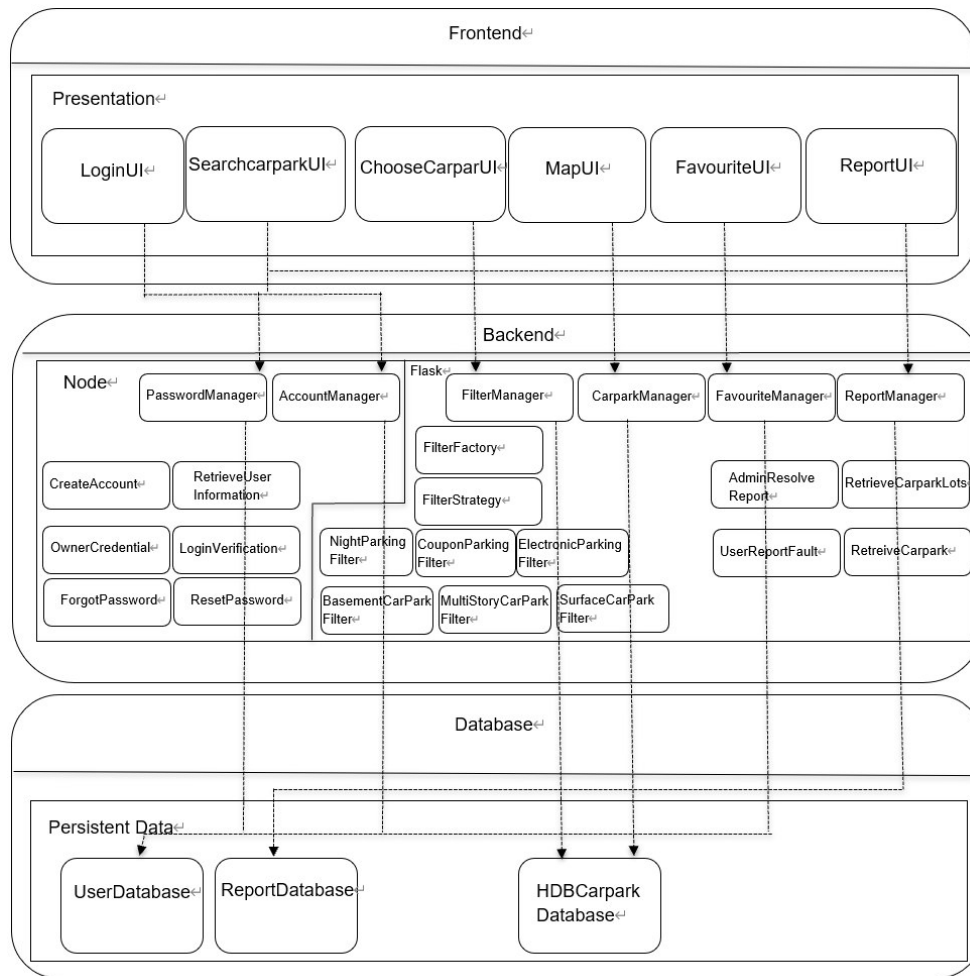 Frontend
Presentation
LoginUI
SearchcarparkUI
ChooseCarparUI
MapUI
FavouriteUI
ReportUI
Backend
Node
Flask
PasswordManager
AccountManager
FilterManager
CarparkManager
FavouriteManager
ReportManager
FilterFactory
CreateAccount
RetrieveUser
Information
FilterStrategy
AdminResolve
Report
RetrieveCarparkLots
OwnerCredential
LoginVerification
NightParking
Filter
CouponParking
Filter
ElectronicParking
Filter
UserReportFault
RetreiveCarpark
ForgotPassword
ResetPassword
BasementCarPark
Filter
MultiStoryCarPark
Filter
SurfaceCarPark
Filter
Database
Persistent Data
UserDatabase
ReportDatabase
HDBCarpark
Database